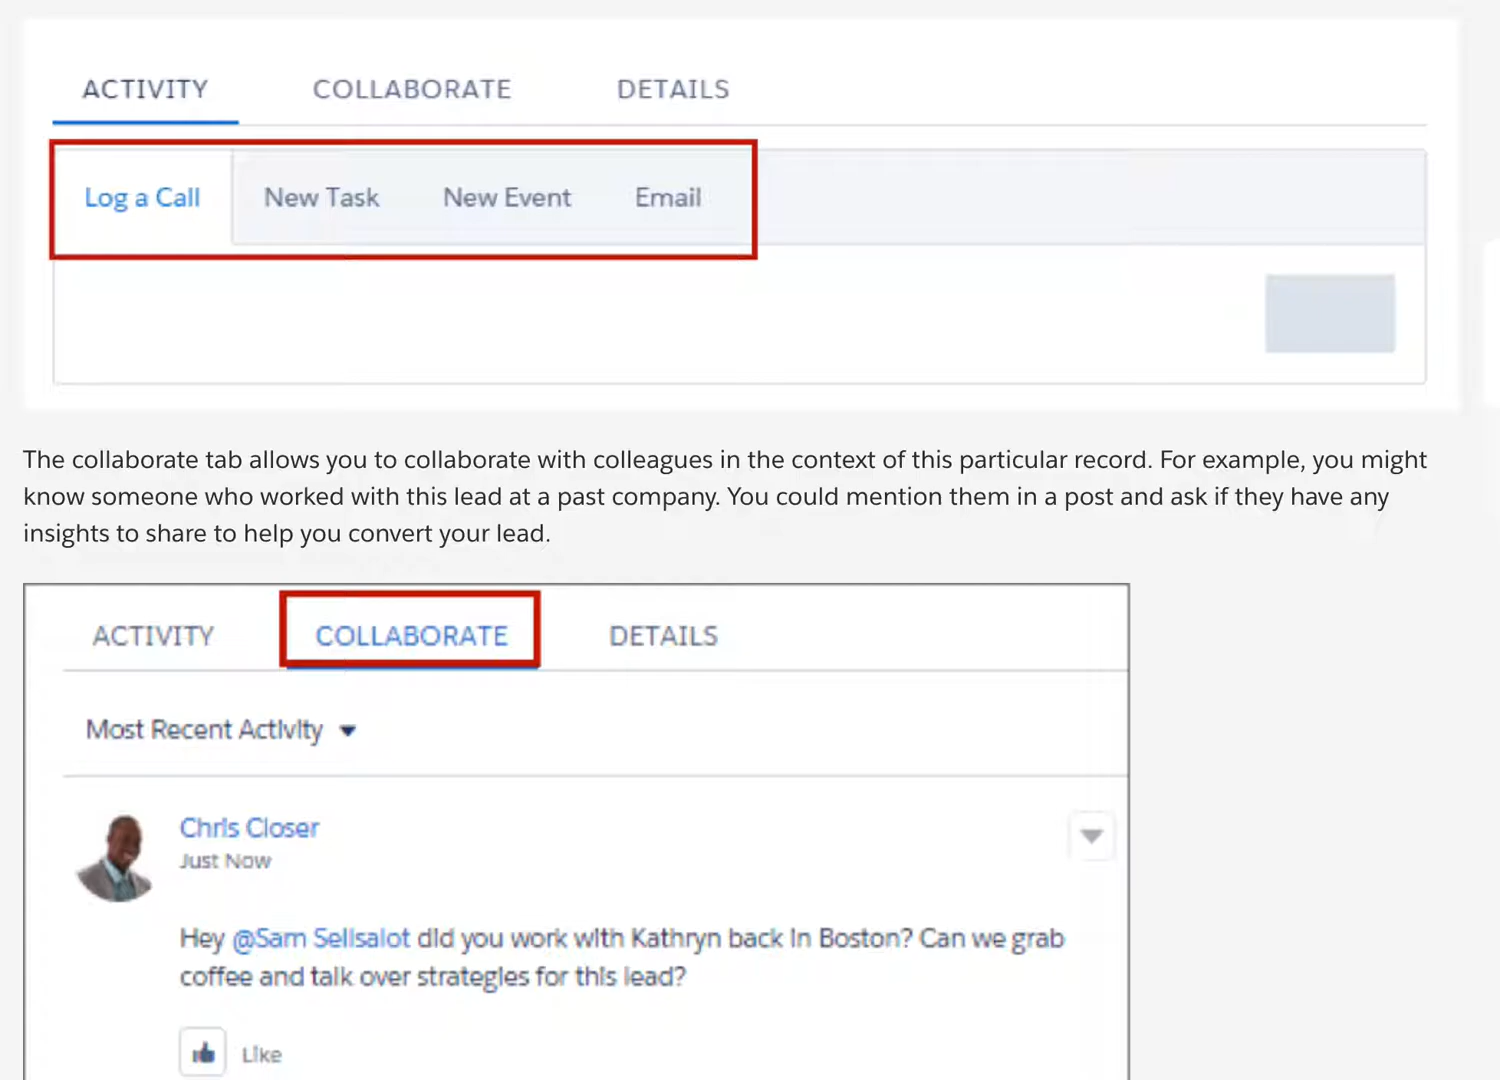 ACTIVITY COLLABORATE DETAILS
Log a Call New Task New Event Email
The collaborate tab allows you to collaborate with colleagues in the context of this particular record. For example, you might
know someone who worked with this lead at a past company. You could mention them in a post and ask if they have any
insights to share to help you convert your lead.
ACTIVITY COLLABORATE DETAILS
Most Recent Activity
Chris Closer
Just Now
Hey @Sam Sellsalot did you work with Kathryn back in Boston? Can we grab
coffee and talk over strategies for this lead?
Like